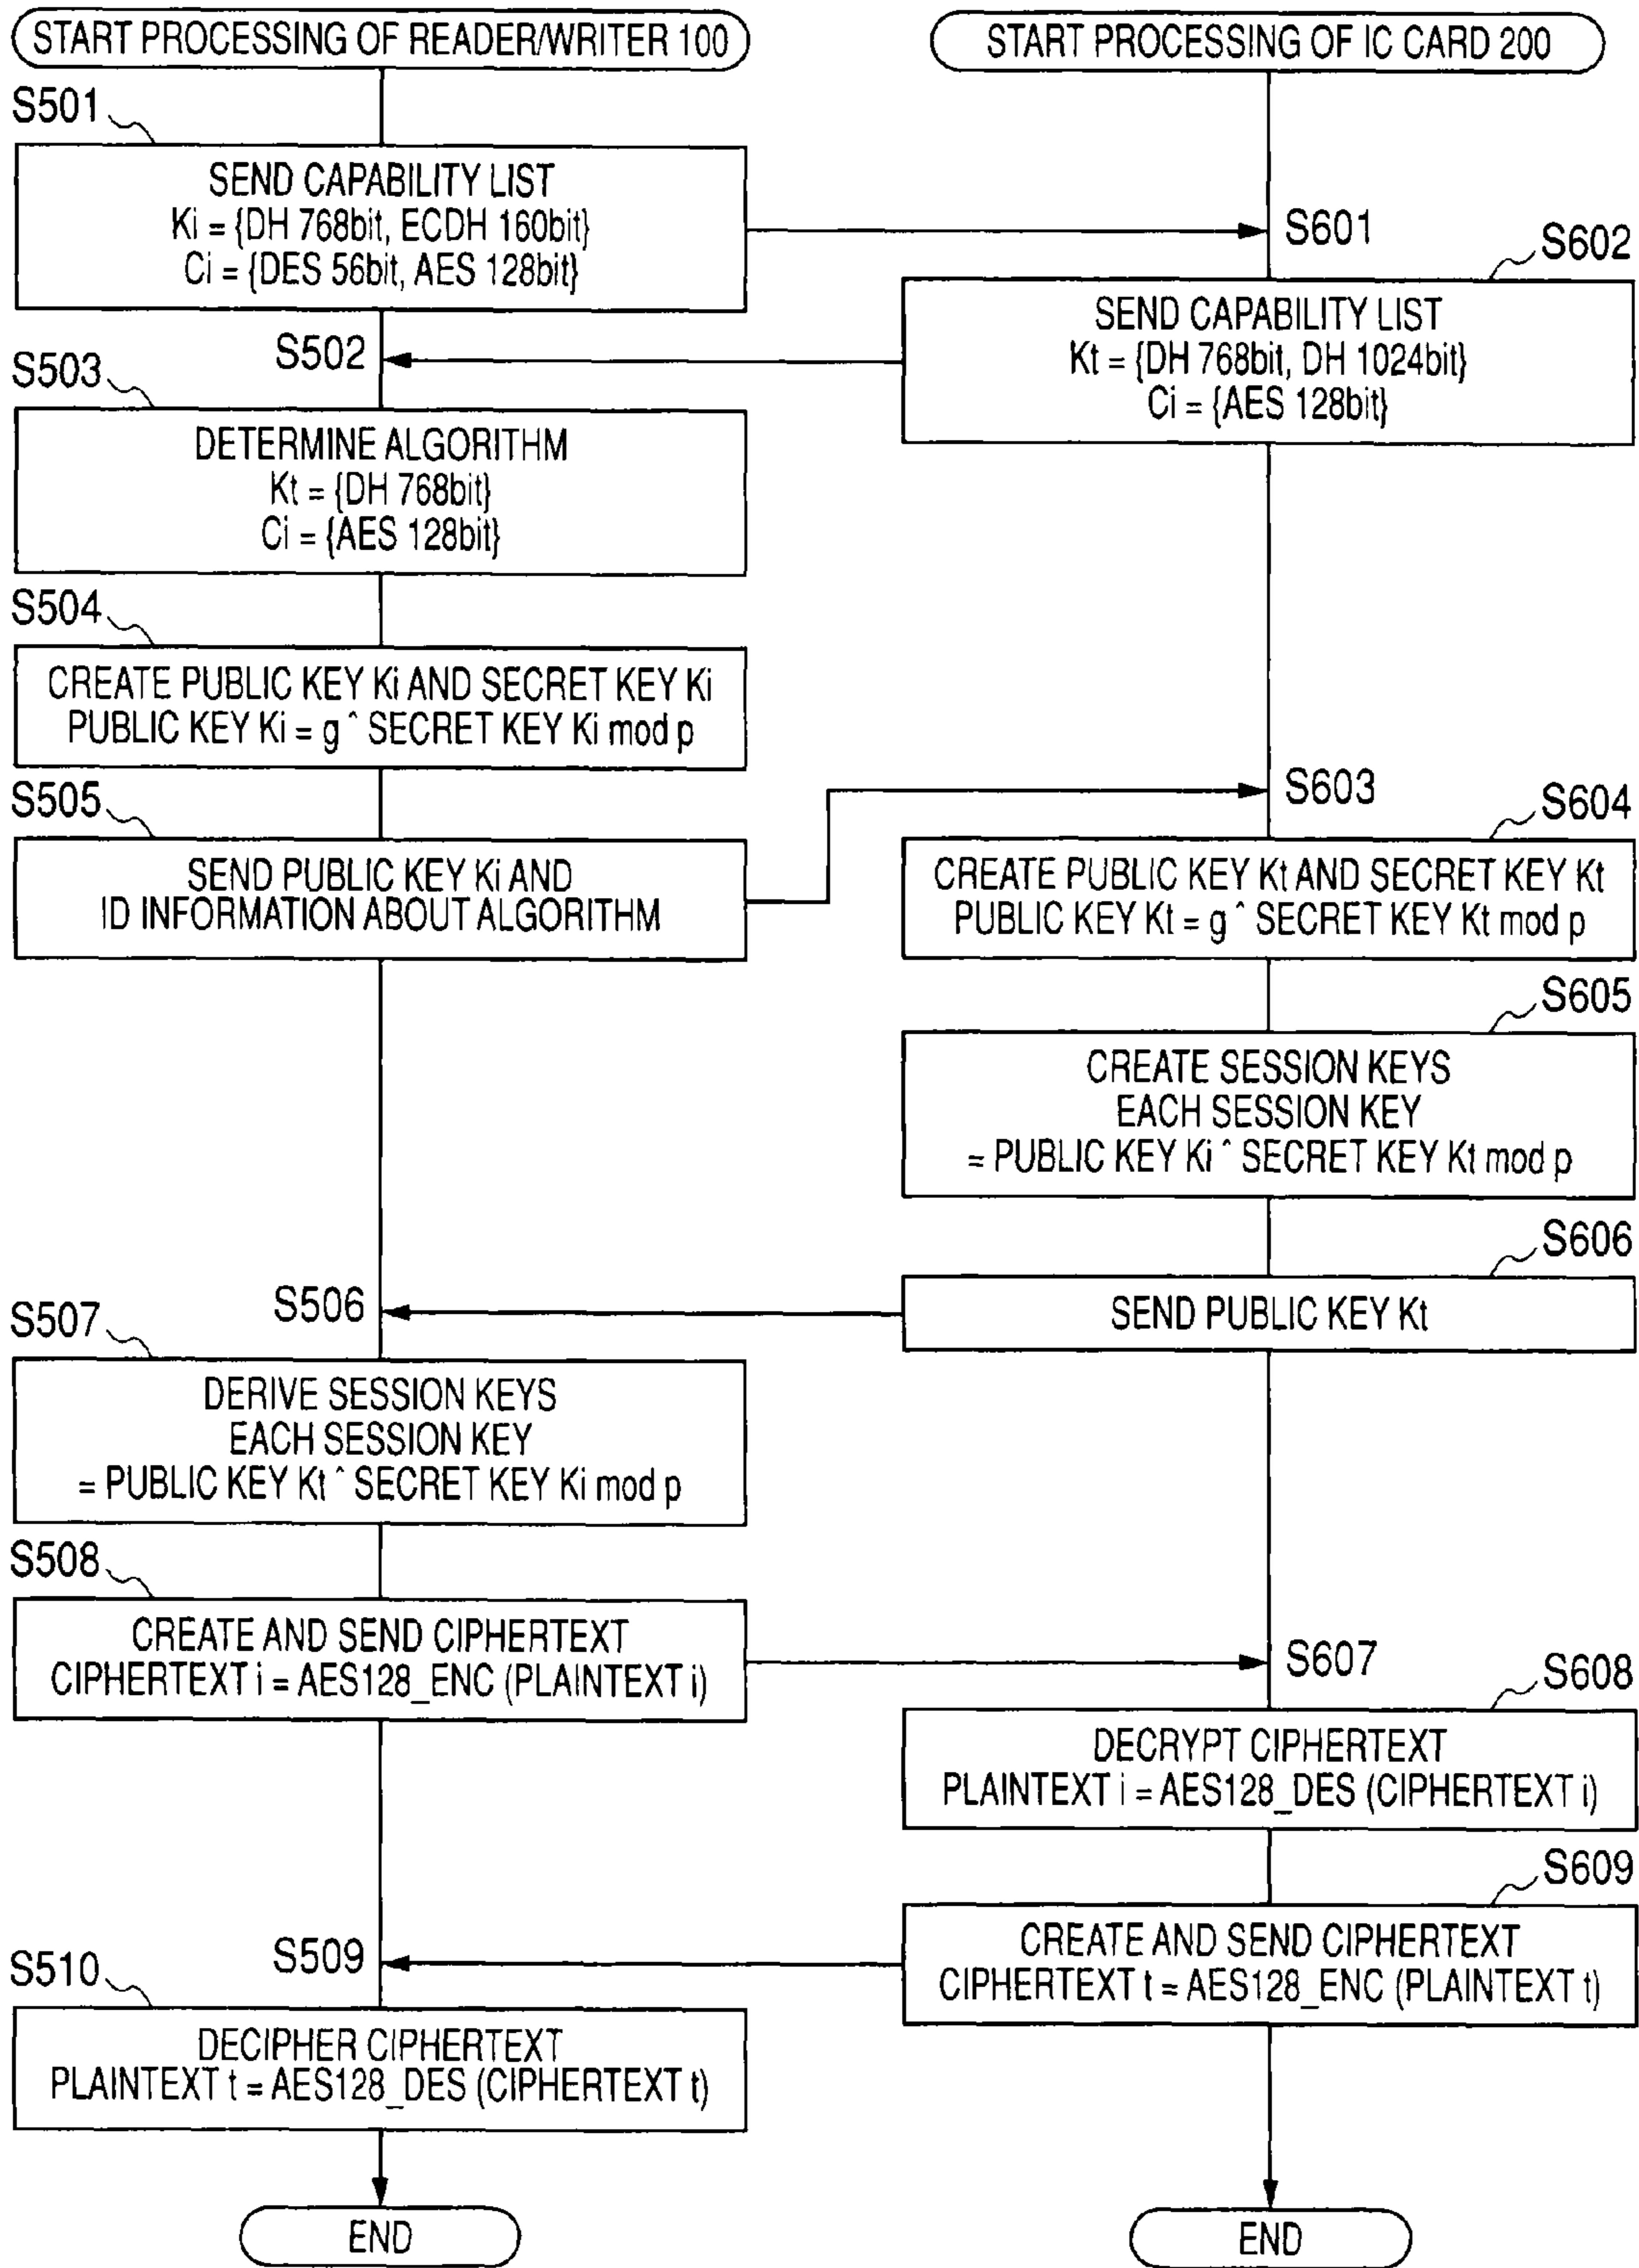 START PROCESSING OF READER/WRITER 100
START PROCESSING OF IC CARD 200
S501
SEND CAPABILITY LIST
Ki = {DH 768bit, ECDH 160bit}
Ci = {DES 56bit, AES 128bit}
S601
S602
SEND CAPABILITY LIST
Kt = {DH 768bit, DH 1024bit}
Ci = {AES 128bit}
S502
S503
DETERMINE ALGORITHM
Kt = {DH 768bit}
Ci = {AES 128bit}
S504
CREATE PUBLIC KEY Ki AND SECRET KEY Ki
PUBLIC KEY Ki = g ^ SECRET KEY Ki mod p
S505
SEND PUBLIC KEY Ki AND
ID INFORMATION ABOUT ALGORITHM
S603
S604
CREATE PUBLIC KEY Kt AND SECRET KEY Kt
PUBLIC KEY Kt = g ^ SECRET KEY Kt mod p
S605
CREATE SESSION KEYS
EACH SESSION KEY
= PUBLIC KEY Ki ^ SECRET KEY Kt mod p
S606
SEND PUBLIC KEY Kt
S506
S507
DERIVE SESSION KEYS
EACH SESSION KEY
= PUBLIC KEY Kt ^ SECRET KEY Ki mod p
S508
CREATE AND SEND CIPHERTEXT
CIPHERTEXT i = AES128_ENC (PLAINTEXT i)
S607
S608
DECRYPT CIPHERTEXT
PLAINTEXT i = AES128_DES (CIPHERTEXT i)
S609
CREATE AND SEND CIPHERTEXT
CIPHERTEXT t = AES128_ENC (PLAINTEXT t)
S509
S510
DECIPHER CIPHERTEXT
PLAINTEXT t = AES128_DES (CIPHERTEXT t)
END
END